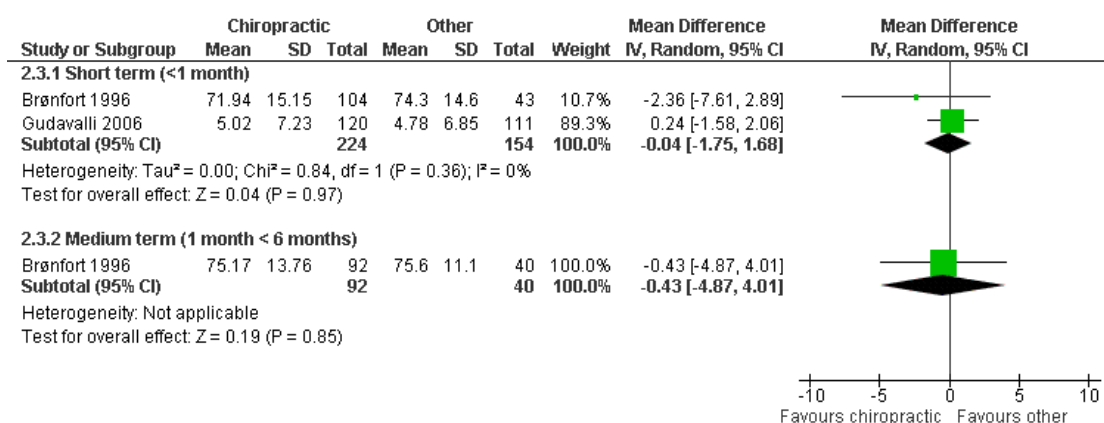 Chiropractic Other Mean Difference Mean Difference
Study or Subgroup Mean SD Total Mean SD Total Weight IV, Random, 95% CI IV, Random, 95% CI
2.3.1 Short term (<1 month)
Brønfort 1996 71.94 15.15 104 74.3 14.6 43 10.7% -2.36 [-7.61, 2.89]
Gudavalli 2006 5.02 7.23 120 4.78 6.85 111 89.3% 0.24 [-1.58, 2.06]
Subtotal (95% CI) 224 154 100.0% -0.04 [-1.75, 1.68]
Heterogeneity: Tau² = 0.00; Chi² = 0.84, df = 1 (P = 0.36); I² = 0%
Test for overall effect: Z = 0.04 (P = 0.97)
2.3.2 Medium term (1 month < 6 months)
Brønfort 1996 75.17 13.76 92 75.6 11.1 40 100.0% -0.43 [-4.87, 4.01]
Subtotal (95% CI) 92 40 100.0% -0.43 [-4.87, 4.01]
Heterogeneity: Not applicable
Test for overall effect: Z = 0.19 (P = 0.85)
-10 -5 0 5 10
Favours chiropractic Favours other